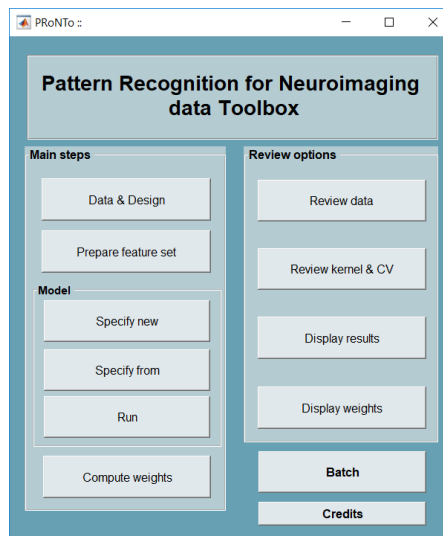 PRoNTo ::
Pattern Recognition for Neuroimaging
data Toolbox
Main steps
Data & Design
Prepare feature set
Model
Specify new
Specify from
Run
Compute weights
Review options
Review data
Review kernel & CV
Display results
Display weights
Batch
Credits